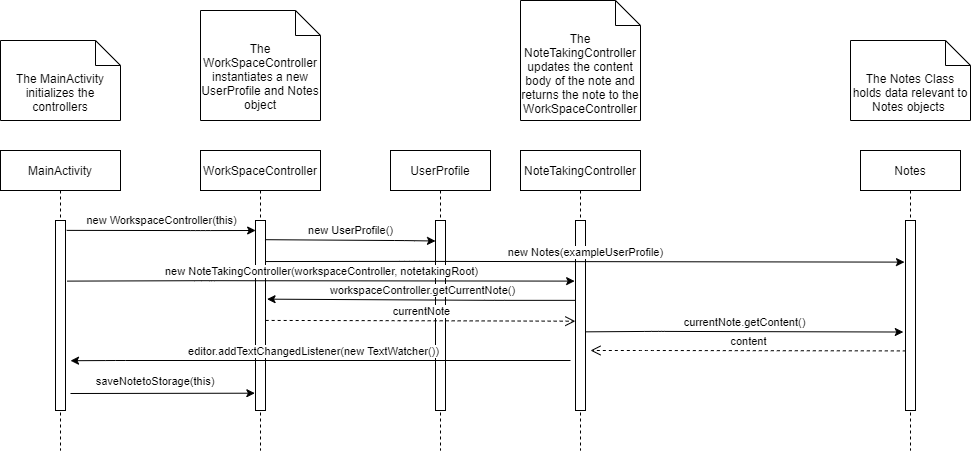 The MainActivity
initializes the
controllers
The
WorkSpaceController
instantiates a new
UserProfile and Notes
object
The
NoteTakingController
updates the content
body of the note and
returns the note to the
WorkSpaceController
The Notes Class
holds data relevant to
Notes objects
MainActivity
WorkSpaceController
UserProfile
NoteTakingController
Notes
new WorkspaceController(this)
new UserProfile()
new Notes(exampleUserProfile)
new NoteTakingController(workspaceController, notetakingRoot)
workspaceController.getCurrentNote()
currentNote
currentNote.getContent()
content
editor.addTextChangedListener(new TextWatcher())
saveNotetoStorage(this)